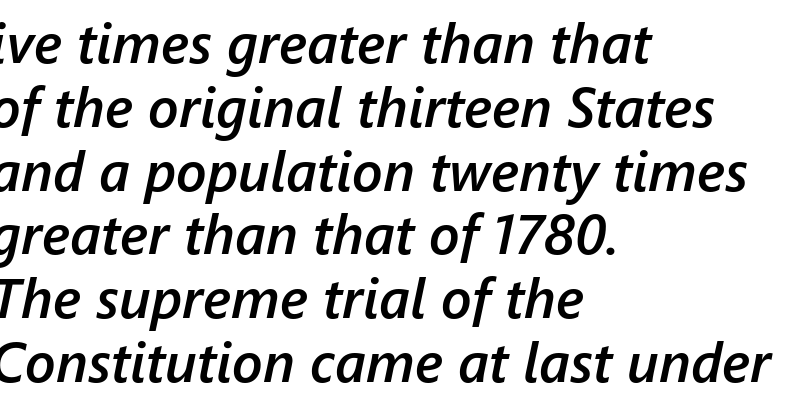 ive times greater than that
of the original thirteen States
and a population twenty times
greater than that of 1780.
The supreme trial of the
Constitution came at last under